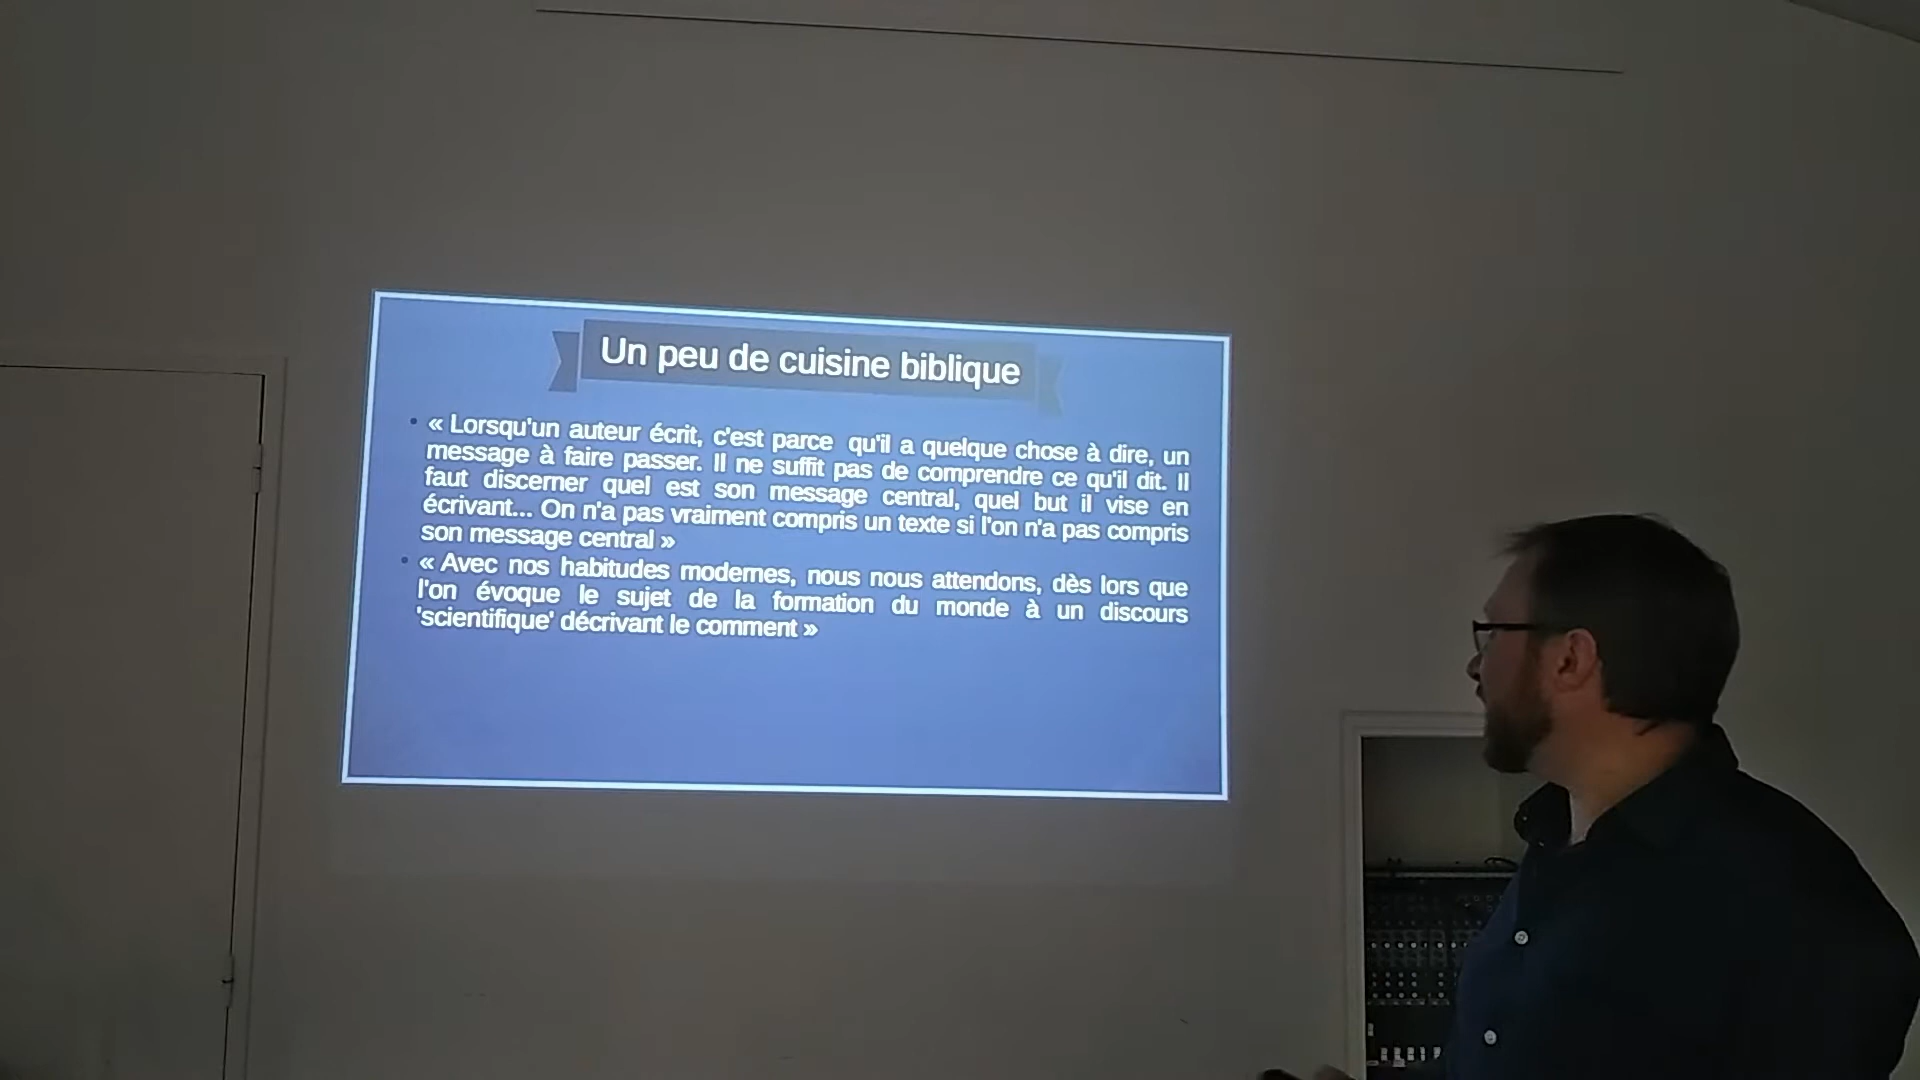 Un peu de cuisine biblique
« Lorsqu'un auteur écrit, c'est parce qu'il a quelque chose à dire, un
message à faire passer. Il ne suffit pas de comprendre ce qu'il dit. Il
faut discerner quel est son message central, quel but il vise en
écrivant... On n'a pas vraiment compris un texte si l'on n'a pas compris
son message central »
« Avec nos habitudes modernes, nous nous attendons, dès lors que
l'on évoque le sujet de la formation du monde à un discours
'scientifique' décrivant le comment »